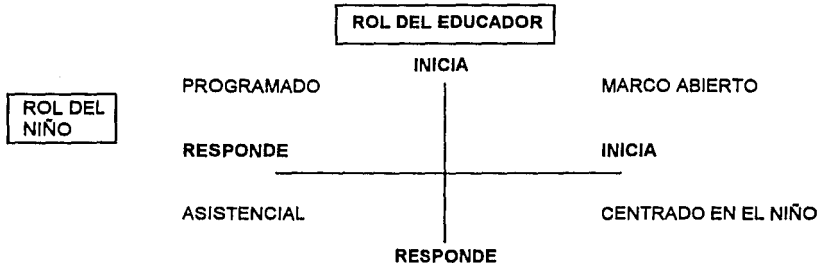 ROL DEL EDUCADOR
INICIA
PROGRAMADO
MARCO ABIERTO
ROL DEL
NIÑO
RESPONDE
INICIA
ASISTENCIAL
CENTRADO EN EL NIÑO
RESPONDE